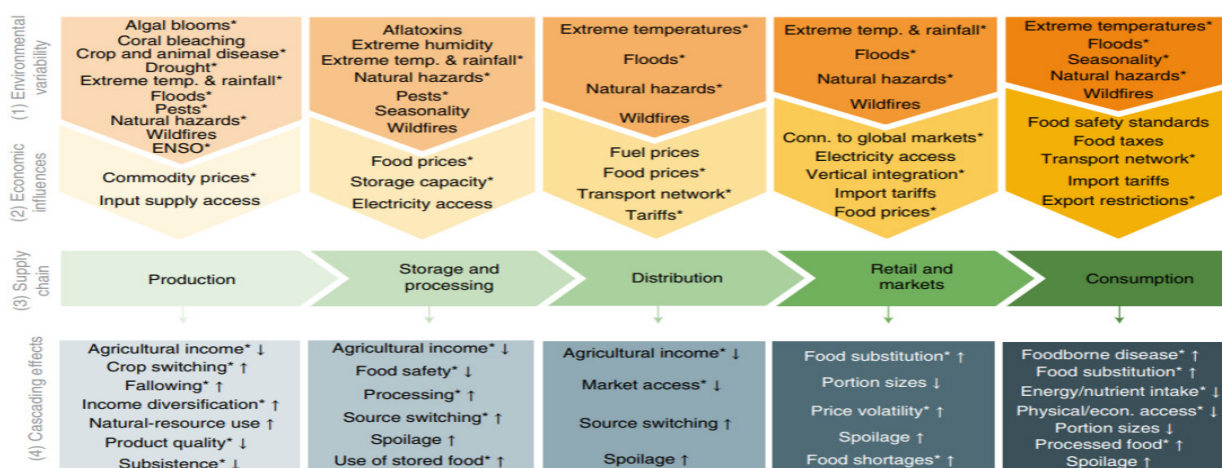 (1) Environmental
variability
Algal blooms*
Coral bleaching
Crop and animal disease*
Drought*
Extreme temp. & rainfall*
Floods*
Pests*
Natural hazards*
Wildfires
ENSO*
Aflatoxins
Extreme humidity
Extreme temp. & rainfall*
Natural hazards*
Pests*
Seasonality
Wildfires
Extreme temperatures*
Floods*
Natural hazards*
Wildfires
Extreme temp. & rainfall*
Floods*
Natural hazards*
Wildfires
Extreme temperatures*
Floods*
Seasonality*
Natural hazards*
Wildfires
(2) Economic
influences
Commodity prices*
Input supply access
Food prices*
Storage capacity*
Electricity access
Fuel prices
Food prices*
Transport network*
Tariffs*
Conn. to global markets*
Electricity access
Vertical integration*
Import tariffs
Food prices*
Food safety standards
Food taxes
Transport network*
Import tariffs
Export restrictions*
(3) Supply
chain
Production
Storage and
processing
Distribution
Retail and
markets
Consumption
(4) Cascading effects
Agricultural income* ↓
Crop switching* ↑
Fallowing* ↑
Income diversification* ↑
Natural-resource use ↑
Product quality* ↓
Subsistence* ↓
Agricultural income* ↓
Food safety* ↓
Processing* ↑
Source switching* ↑
Spoilage ↑
Use of stored food* ↑
Agricultural income* ↓
Market access* ↓
Source switching ↑
Spoilage ↑
Food substitution* ↑
Portion sizes ↓
Price volatility* ↑
Spoilage ↑
Food shortages* ↑
Foodborne disease* ↑
Food substitution* ↑
Energy/nutrient intake* ↓
Physical/econ. access* ↓
Portion sizes ↓
Processed food* ↑
Spoilage ↑